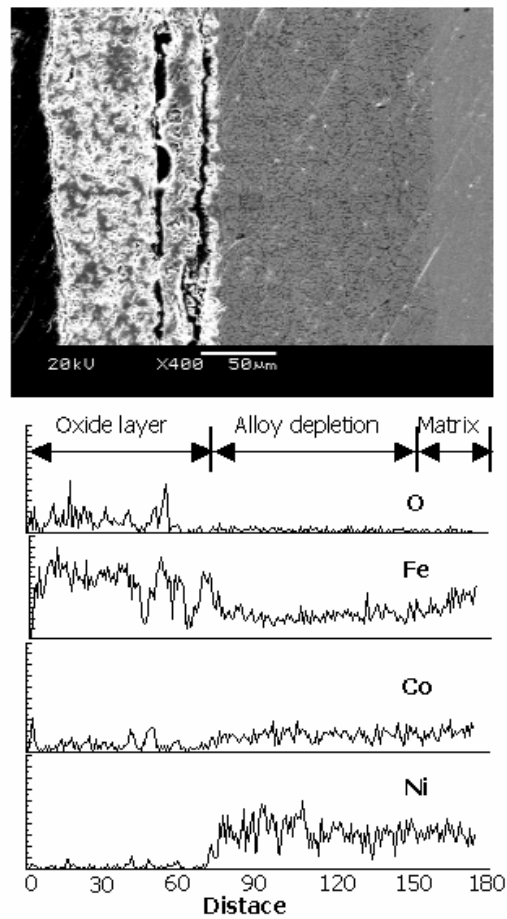 20kV X400 50μm
Oxide layer Alloy depletion Matrix
O
Fe
Co
Ni
0 30 60 90 120 150 180
Distace